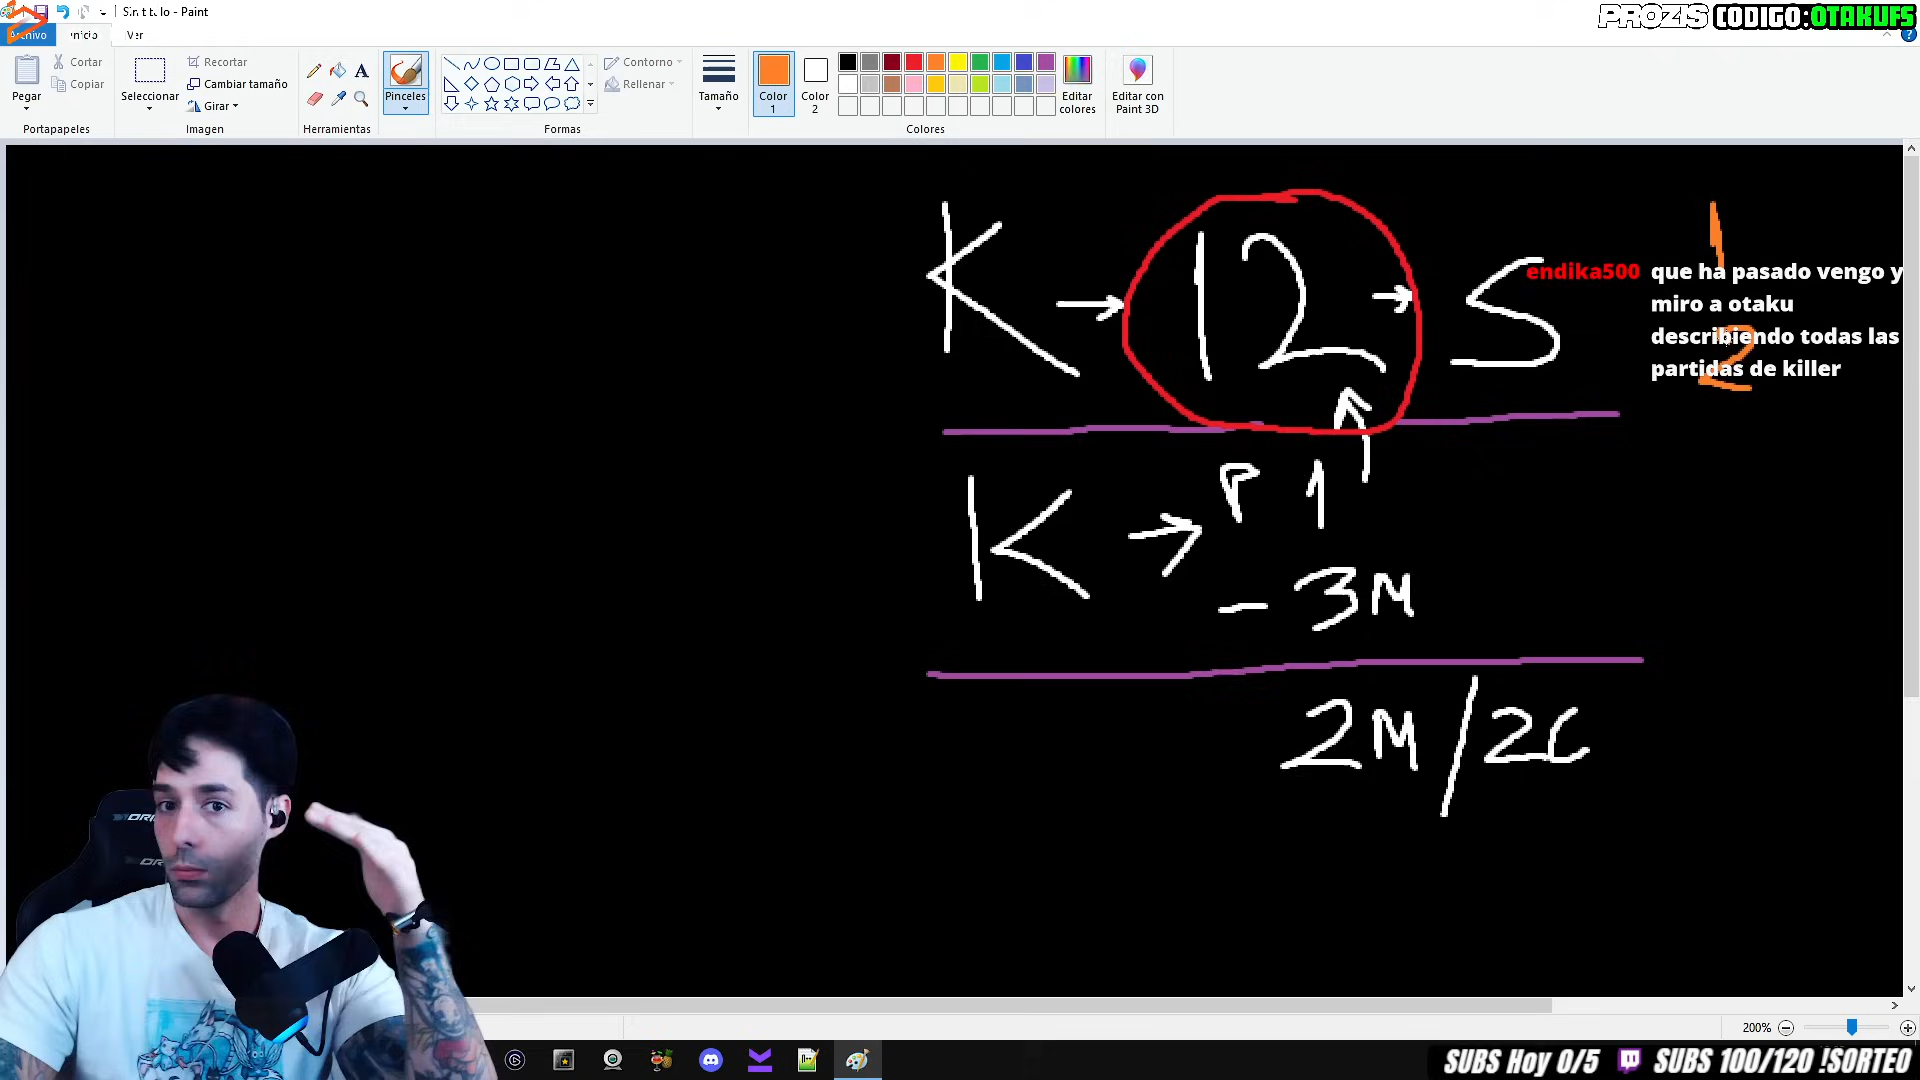 Sin título - Paint
PROZIS CODIGO:OTAKUFS
Archivo
Inicio
Ver
Pegar
Cortar
Copiar
Portapapeles
Seleccionar
Recortar
Cambiar tamaño
Girar
Imagen
Herramientas
Pinceles
Formas
Contorno
Rellenar
Tamaño
Color
1
Color
2
Editar
colores
Colores
Editar con
Paint 3D
K → 12 → S
1
2
endika500 que ha pasado vengo y
miro a otaku
describiendo todas las
partidas de killer
K → P 1
- 3M
2M/2C
200%
SUBS Hoy 0/5
SUBS 100/120 !SORTEO